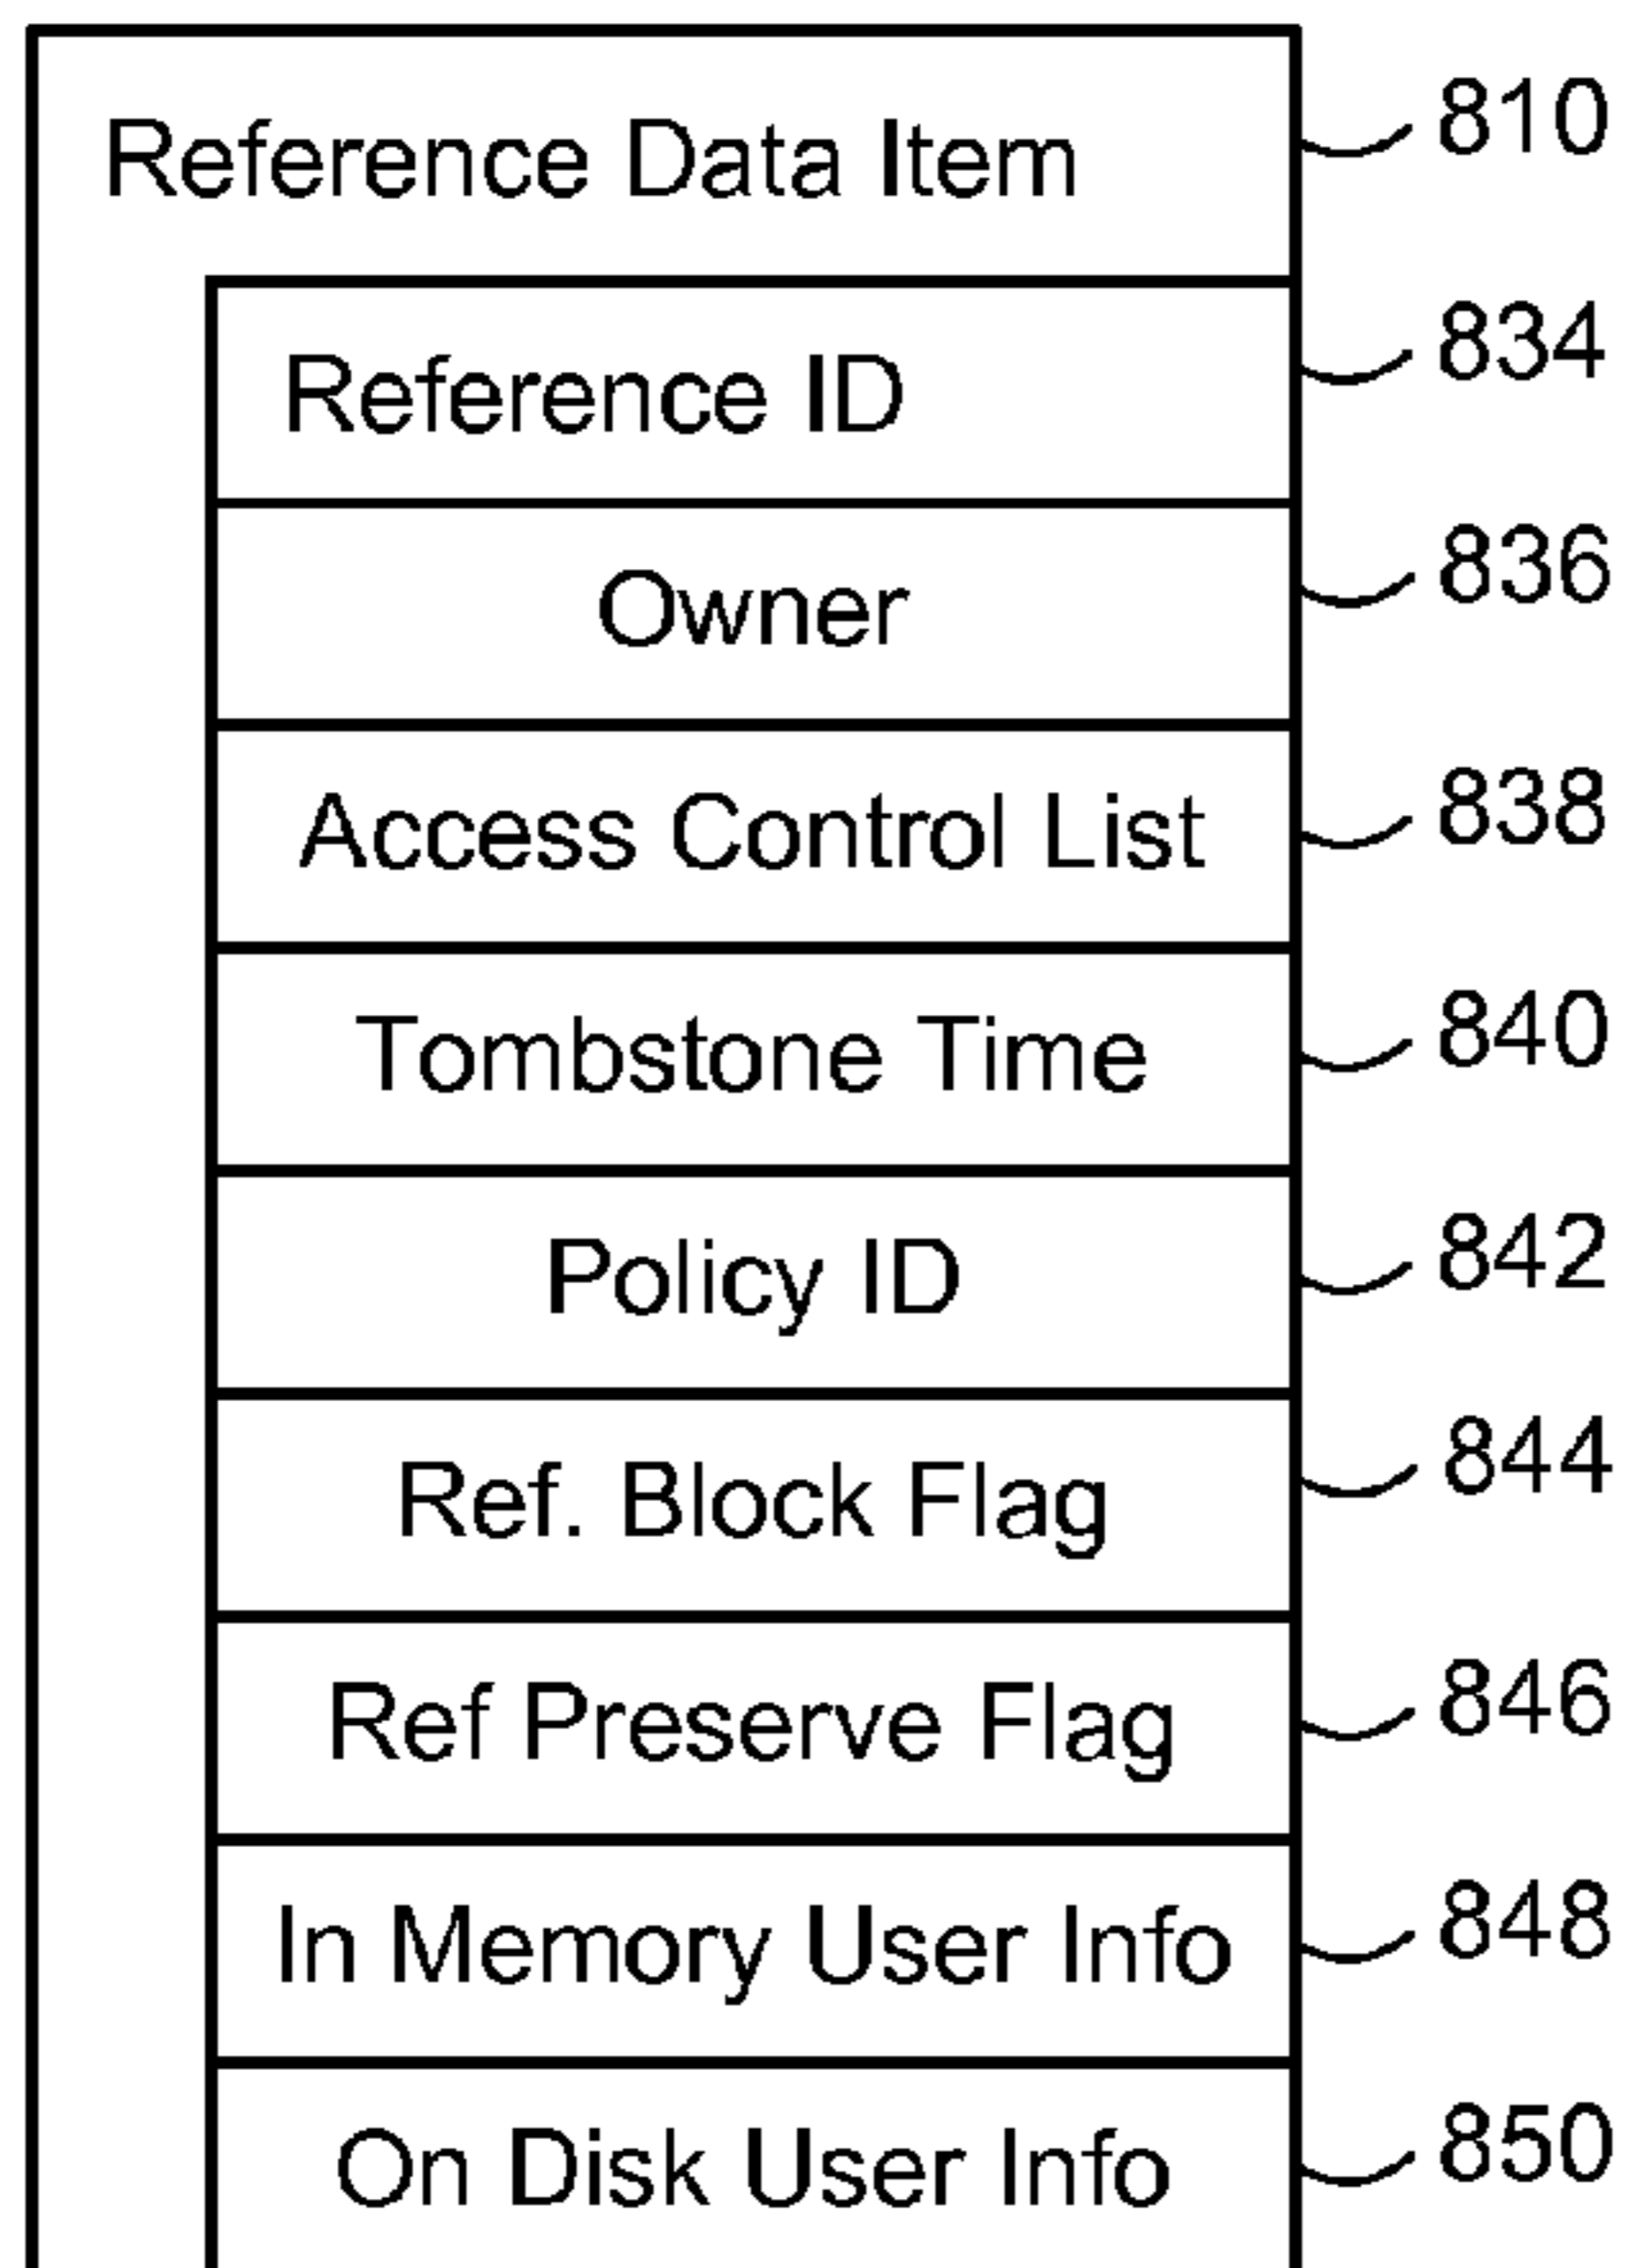 Reference Data Item 810
Reference ID 834
Owner 836
Access Control List 838
Tombstone Time 840
Policy ID 842
Ref. Block Flag 844
Ref Preserve Flag 846
In Memory User Info 848
On Disk User Info 850